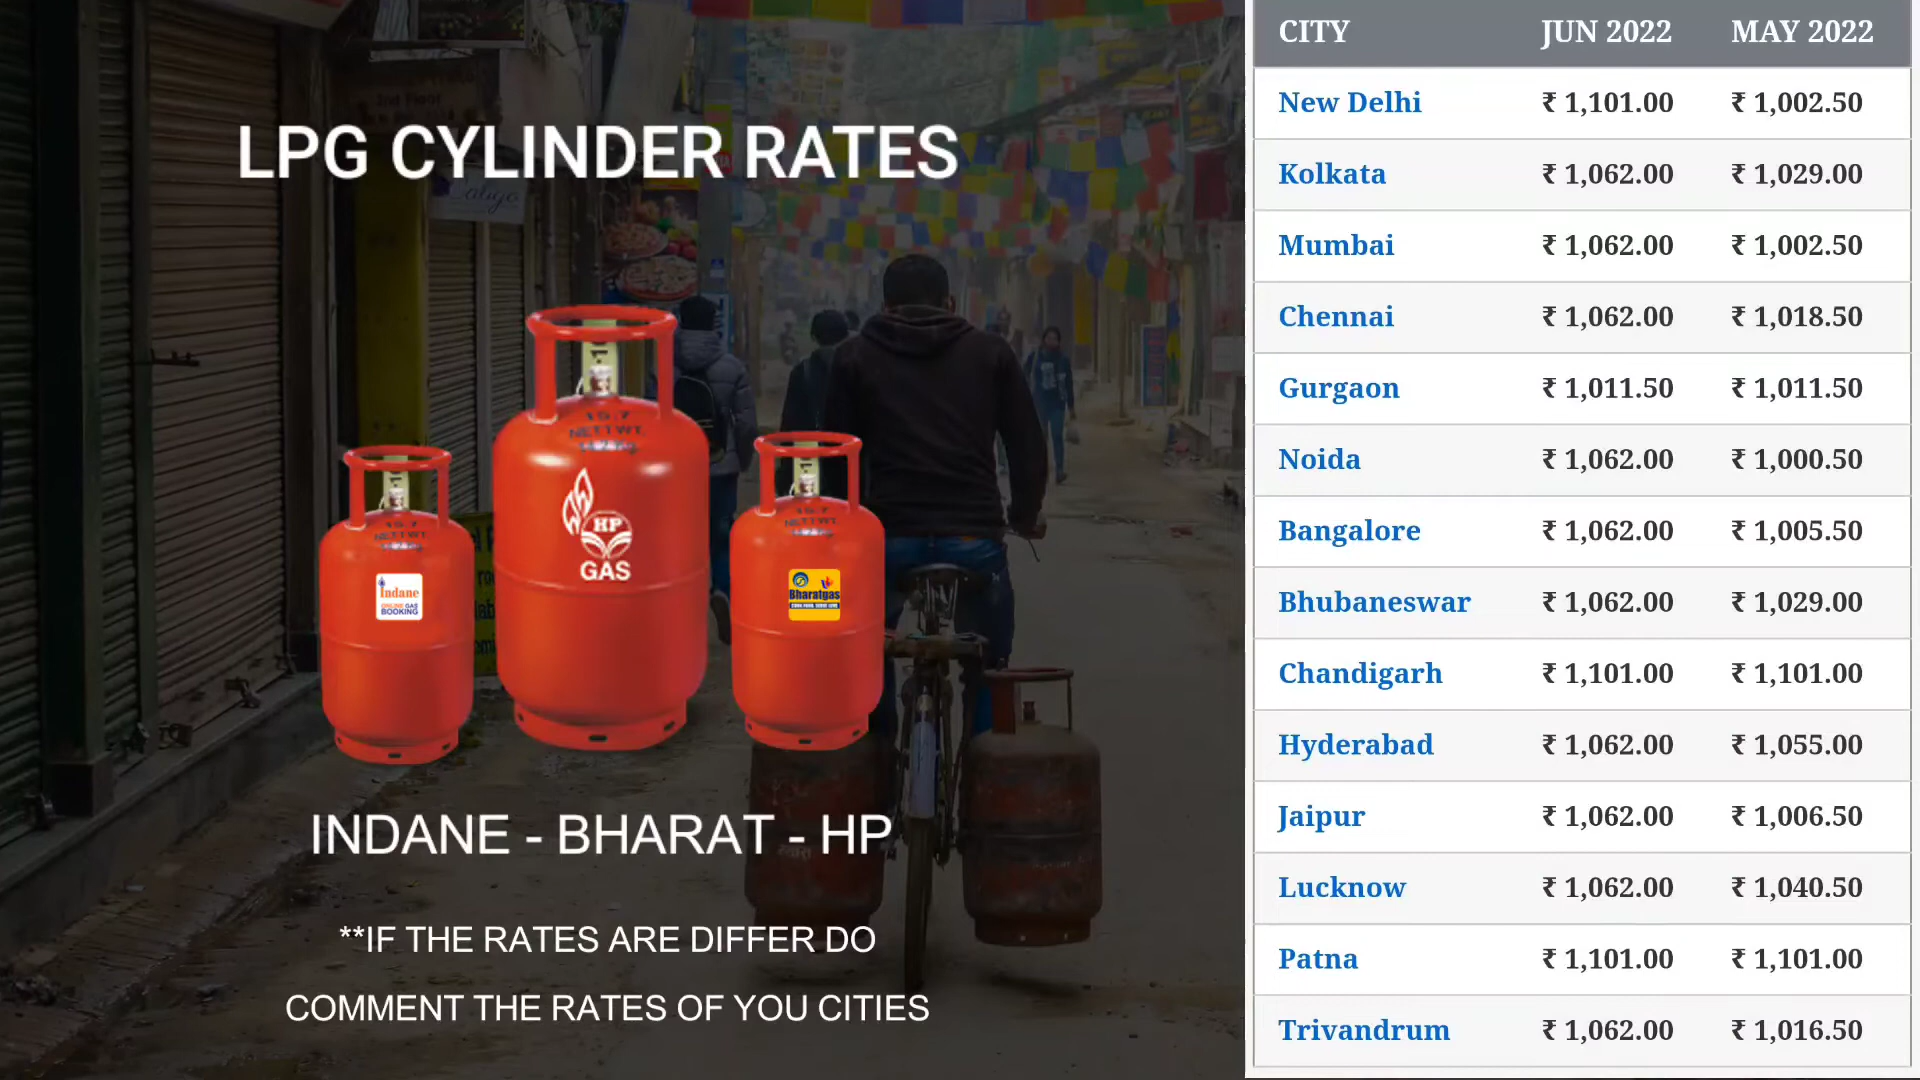 LPG CYLINDER RATES
Indane
ONLINE GAS
BOOKING
HP
GAS
Bharatgas
INDANE - BHARAT - HP
**IF THE RATES ARE DIFFER DO
COMMENT THE RATES OF YOU CITIES
CITY JUN 2022 MAY 2022
New Delhi ₹ 1,101.00 ₹ 1,002.50
Kolkata ₹ 1,062.00 ₹ 1,029.00
Mumbai ₹ 1,062.00 ₹ 1,002.50
Chennai ₹ 1,062.00 ₹ 1,018.50
Gurgaon ₹ 1,011.50 ₹ 1,011.50
Noida ₹ 1,062.00 ₹ 1,000.50
Bangalore ₹ 1,062.00 ₹ 1,005.50
Bhubaneswar ₹ 1,062.00 ₹ 1,029.00
Chandigarh ₹ 1,101.00 ₹ 1,101.00
Hyderabad ₹ 1,062.00 ₹ 1,055.00
Jaipur ₹ 1,062.00 ₹ 1,006.50
Lucknow ₹ 1,062.00 ₹ 1,040.50
Patna ₹ 1,101.00 ₹ 1,101.00
Trivandrum ₹ 1,062.00 ₹ 1,016.50